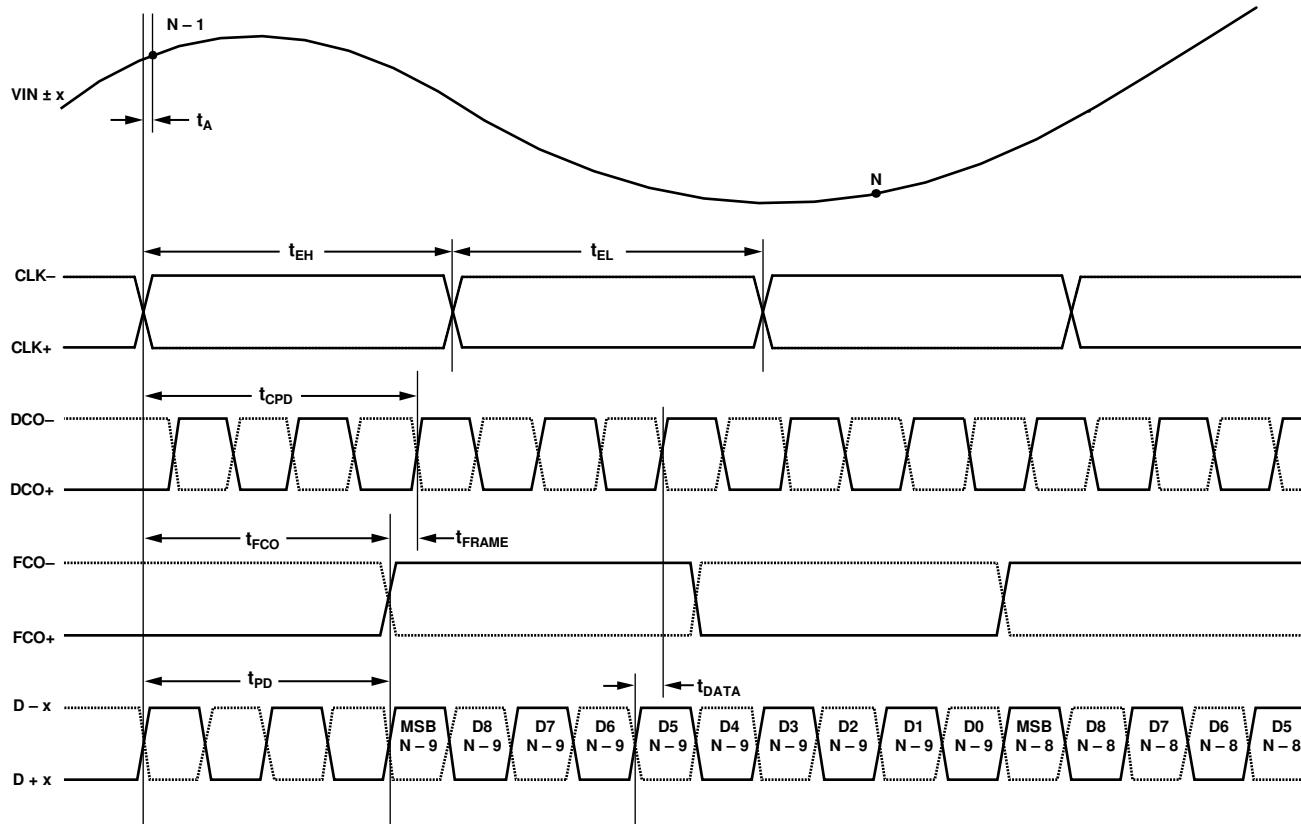 N – 1
VIN ± x
tA
N
tEH
tEL
CLK–
CLK+
tCPD
DCO–
DCO+
tFCO
tFRAME
FCO–
FCO+
tPD
tDATA
D – x
MSB D8 D7 D6 D5 D4 D3 D2 D1 D0 MSB D8 D7 D6 D5
N – 9 N – 9 N – 9 N – 9 N – 9 N – 9 N – 9 N – 9 N – 9 N – 9 N – 8 N – 8 N – 8 N – 8 N – 8
D + x